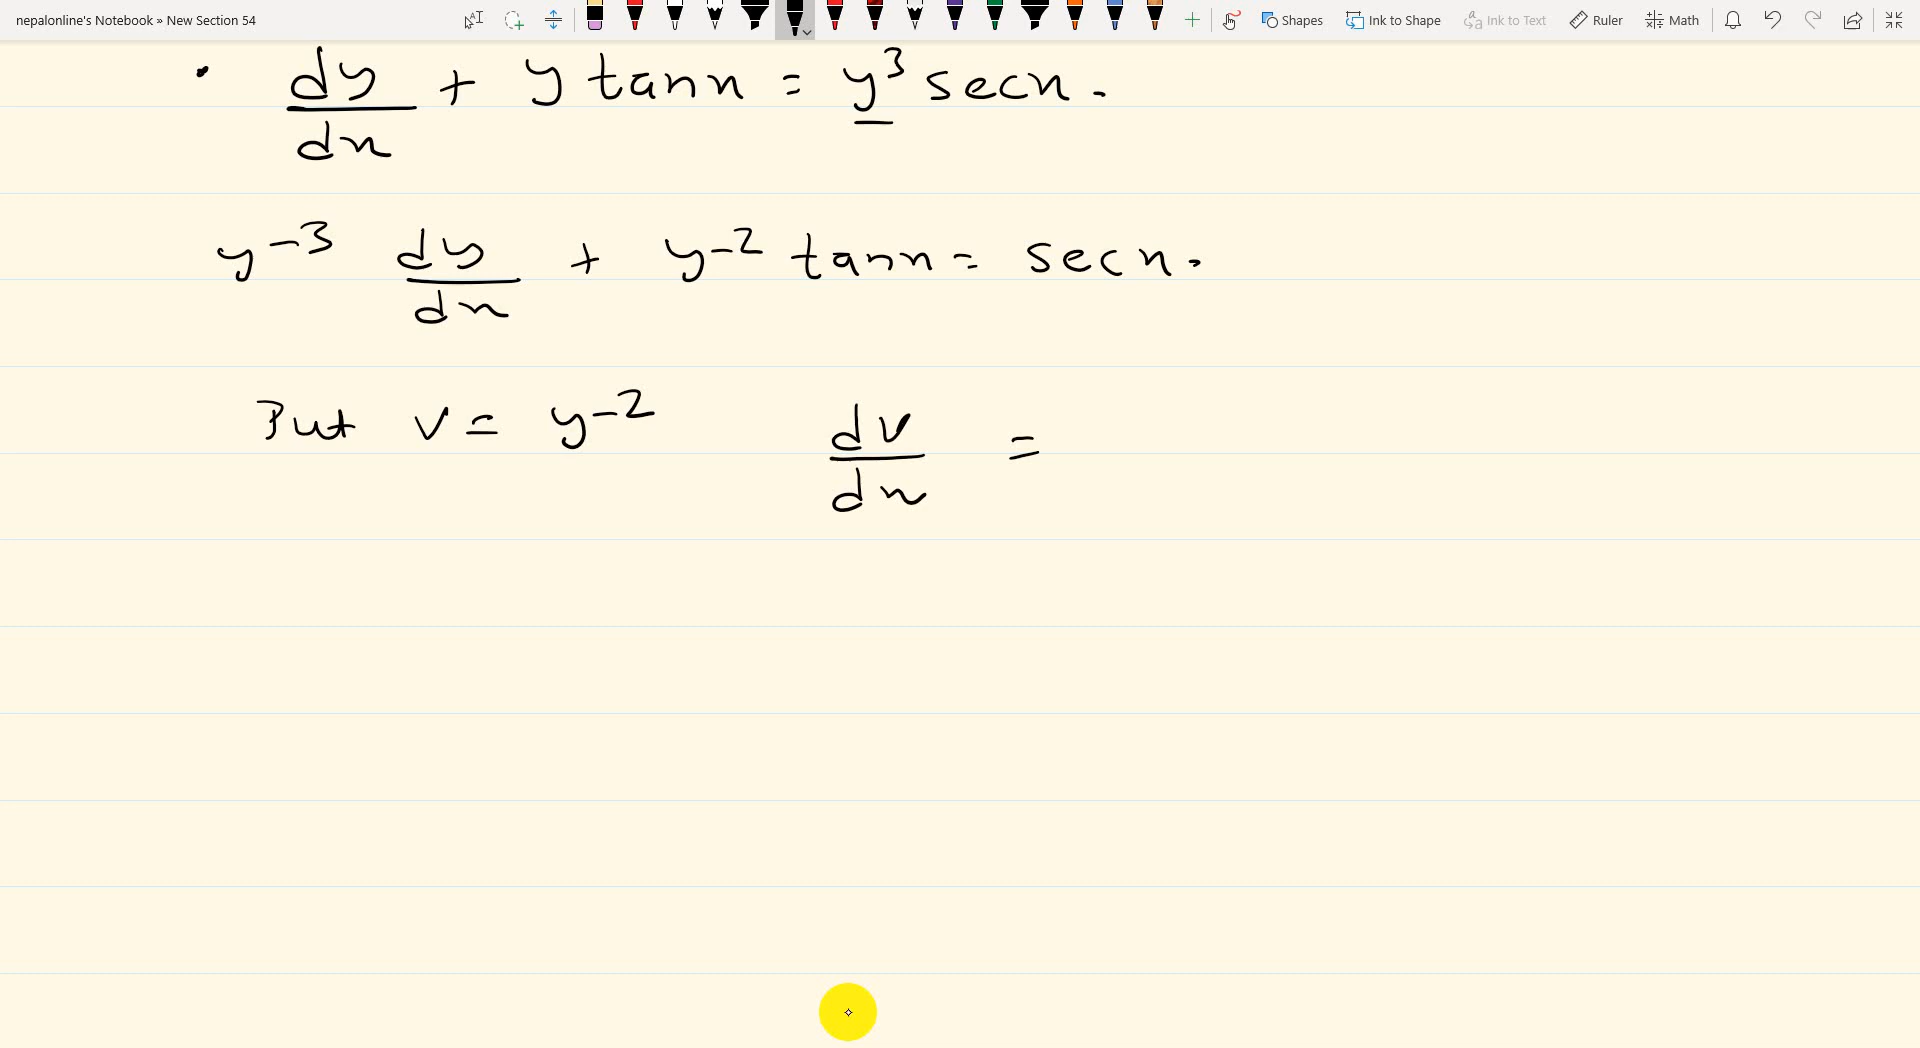 nepalonline's Notebook » New Section 54 Shapes Ink to Shape Ink to Text Ruler Math
· dy/dx + y tanx = y³ secx.
y⁻³ dy/dx + y⁻² tanx = secx.
Put v = y⁻² dv/dx =